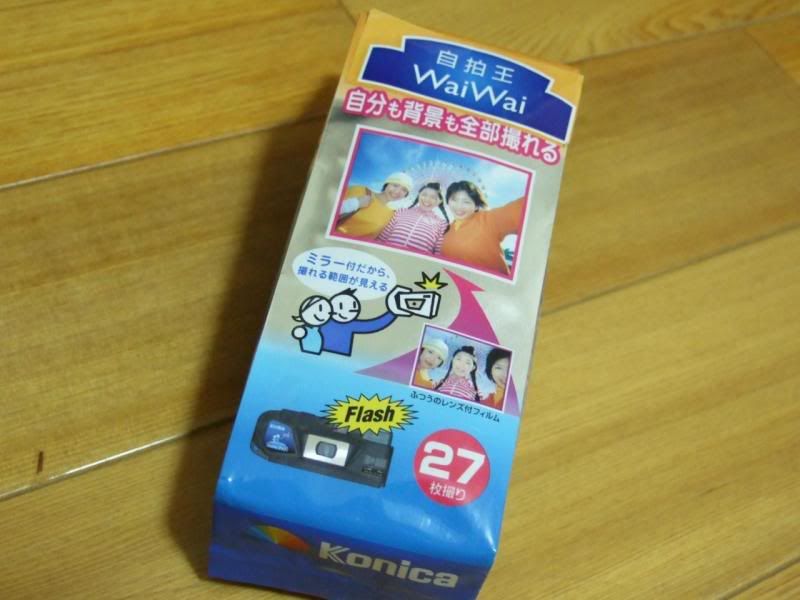 自拍王
WaiWai
自分も背景も全部撮れる
ミラー付だから、
撮れる範囲が見える
ふつうのレンズ付フィルム
Flash
27
枚撮り
Konica